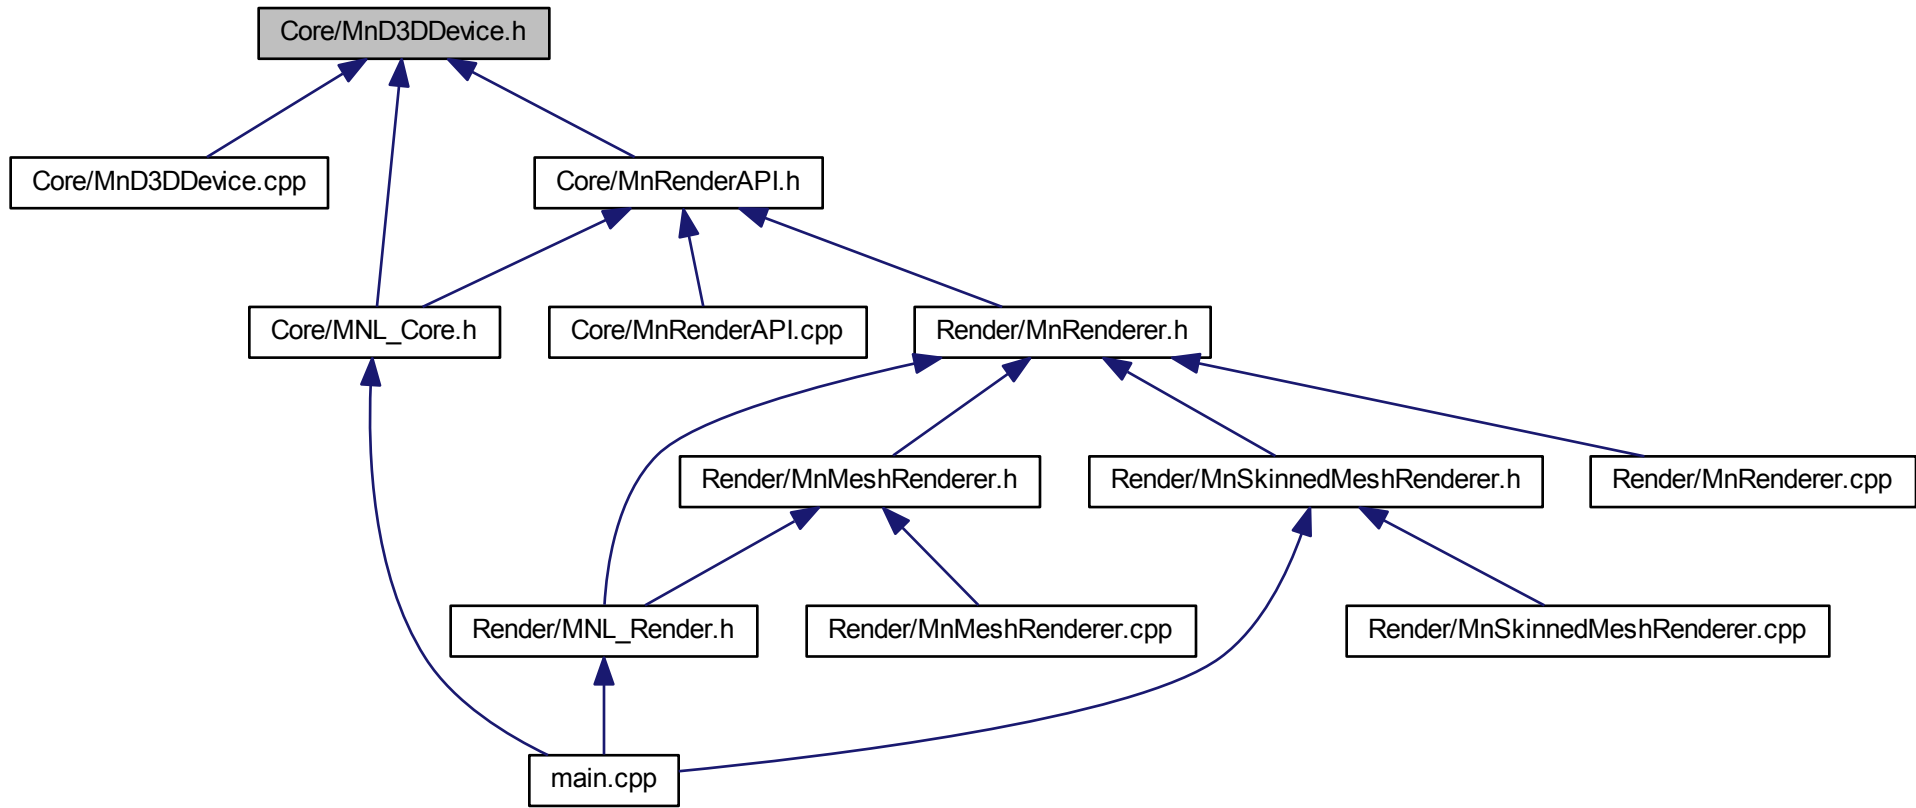 Core/MnD3DDevice.h
Core/MnD3DDevice.cpp
Core/MnRenderAPI.h
Core/MNL_Core.h
Core/MnRenderAPI.cpp
Render/MnRenderer.h
Render/MnMeshRenderer.h
Render/MnSkinnedMeshRenderer.h
Render/MnRenderer.cpp
Render/MNL_Render.h
Render/MnMeshRenderer.cpp
Render/MnSkinnedMeshRenderer.cpp
main.cpp